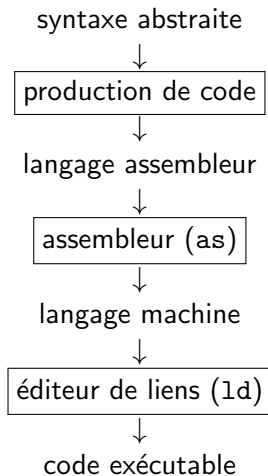 syntaxe abstraite
↓
production de code
↓
langage assembleur
↓
assembleur (as)
↓
langage machine
↓
éditeur de liens (ld)
↓
code exécutable